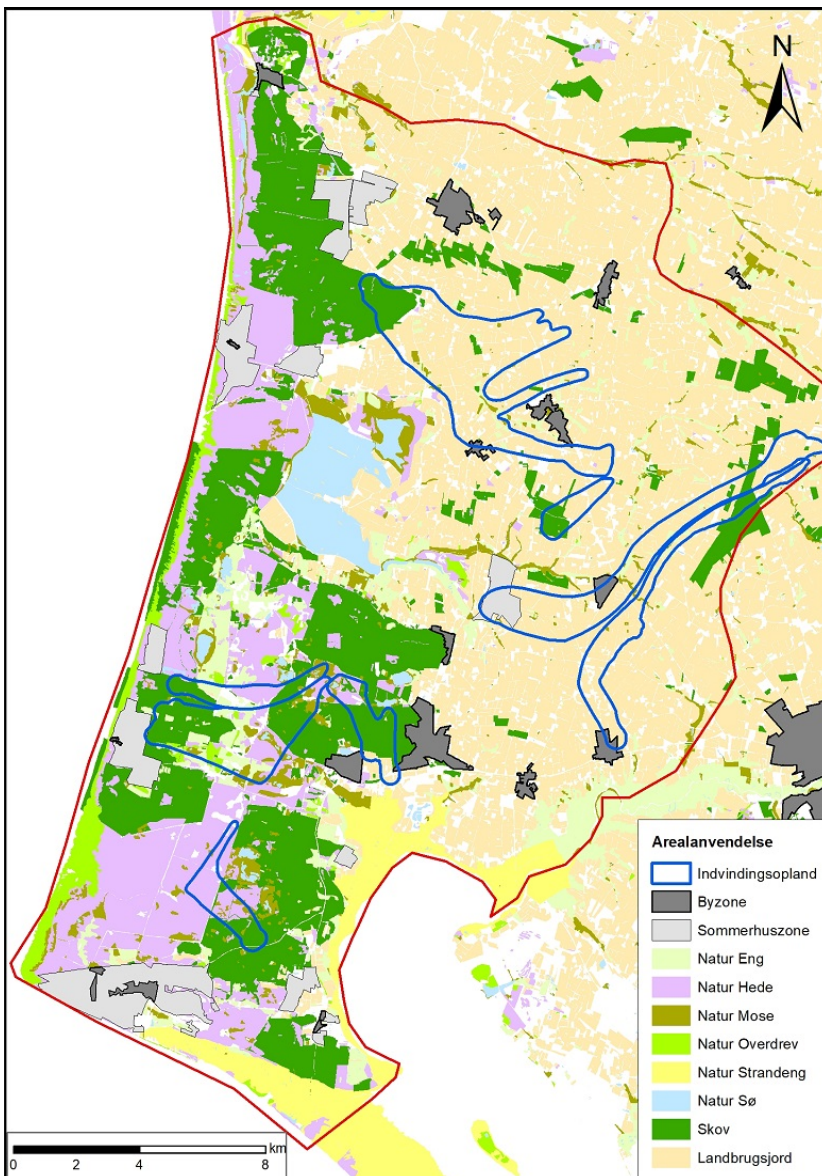 N
Arealanvendelse
Indvindingsopland
Byzone
Sommerhuszone
Natur Eng
Natur Hede
Natur Mose
Natur Overdrev
Natur Strandeng
Natur Sø
Skov
Landbrugsjord
km
0 2 4 8